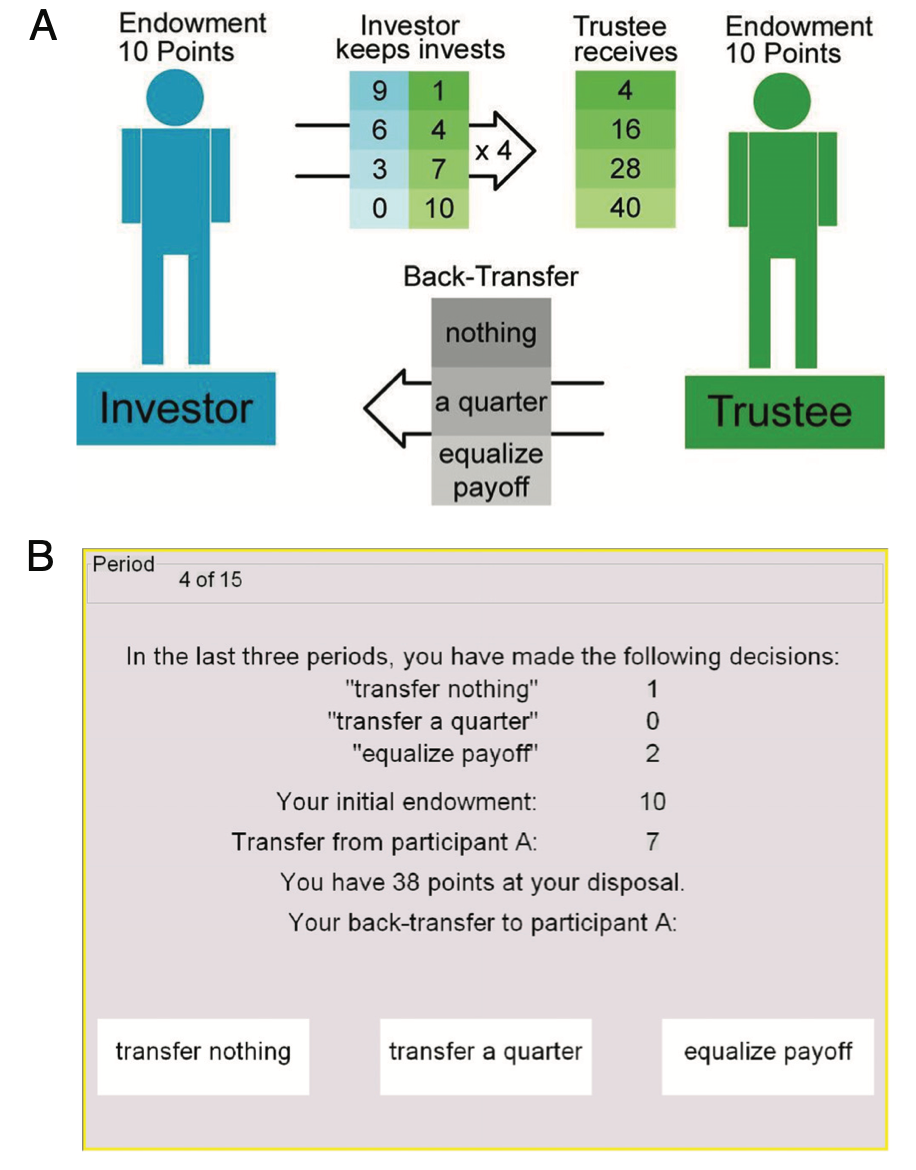 A
Endowment
10 Points
Investor
keeps invests
Trustee
receives
Endowment
10 Points
9 1
6 4
3 7
0 10
x 4
4
16
28
40
Back-Transfer
nothing
a quarter
equalize
payoff
Investor
Trustee
B
Period
4 of 15
In the last three periods, you have made the following decisions:
"transfer nothing" 1
"transfer a quarter" 0
"equalize payoff" 2
Your initial endowment: 10
Transfer from participant A: 7
You have 38 points at your disposal.
Your back-transfer to participant A:
transfer nothing transfer a quarter equalize payoff